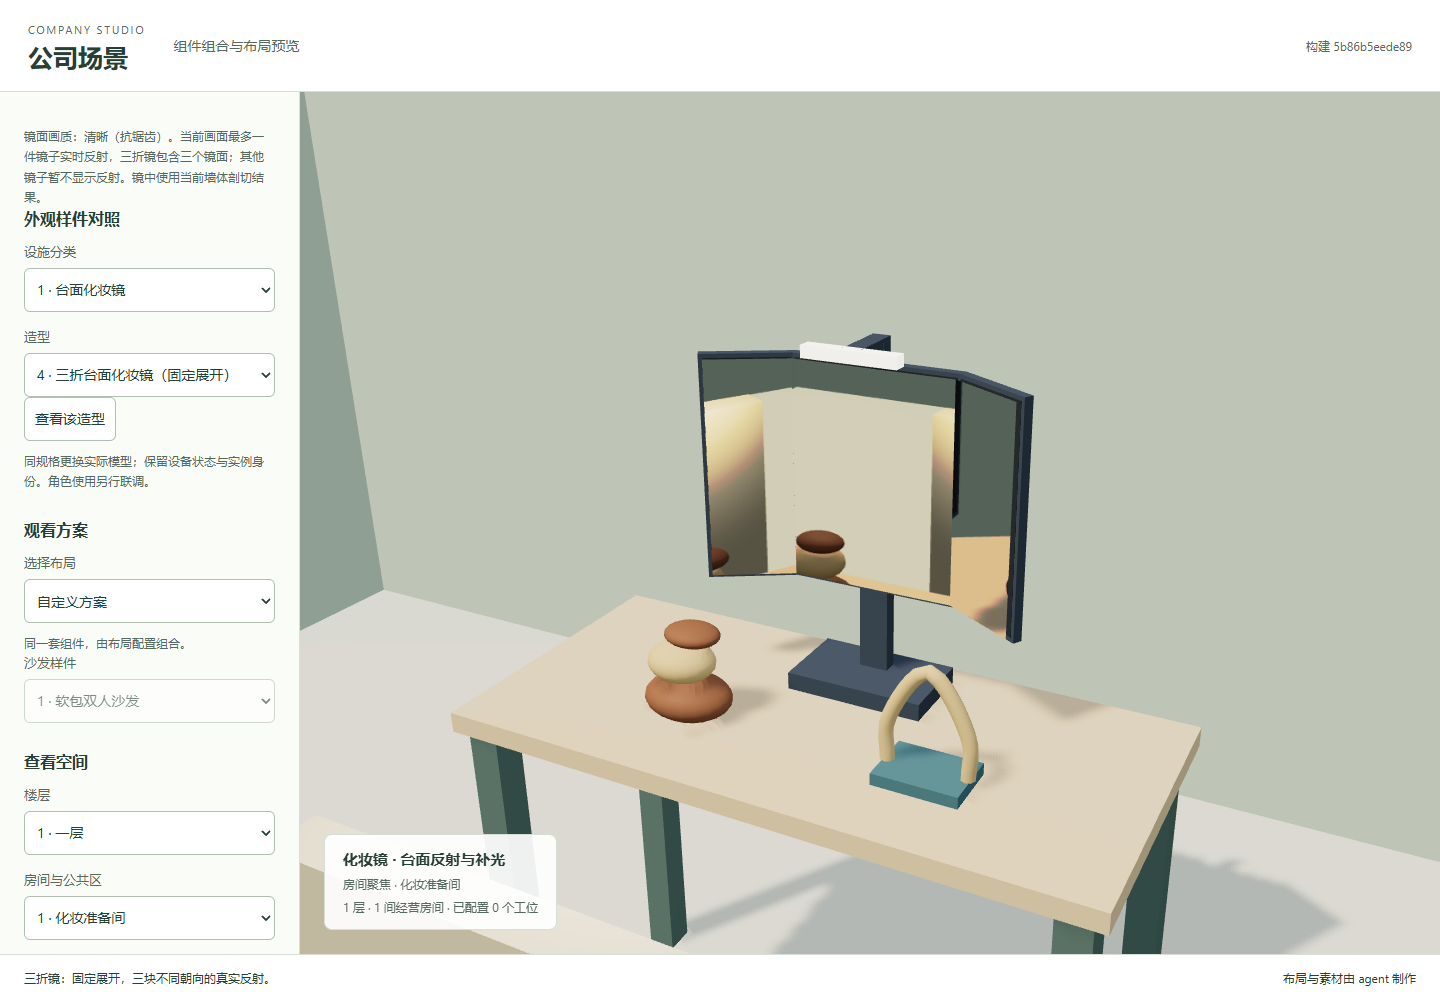 COMPANY STUDIO
公司场景
组件组合与布局预览
构建 5b86b5eede89
镜面画质：清晰（抗锯齿）。当前画面最多一
件镜子实时反射，三折镜包含三个镜面；其他
镜子暂不显示反射。镜中使用当前墙体剖切结
果。
外观样件对照
设施分类
1 · 台面化妆镜
造型
4 · 三折台面化妆镜（固定展开）
查看该造型
同规格更换实际模型；保留设备状态与实例身
份。角色使用另行联调。
观看方案
选择布局
自定义方案
同一套组件，由布局配置组合。
沙发样件
1 · 软包双人沙发
查看空间
楼层
1 · 一层
房间与公共区
1 · 化妆准备间
化妆镜 · 台面反射与补光
房间聚焦 · 化妆准备间
1 层 · 1 间经营房间 · 已配置 0 个工位
三折镜：固定展开，三块不同朝向的真实反射。
布局与素材由 agent 制作